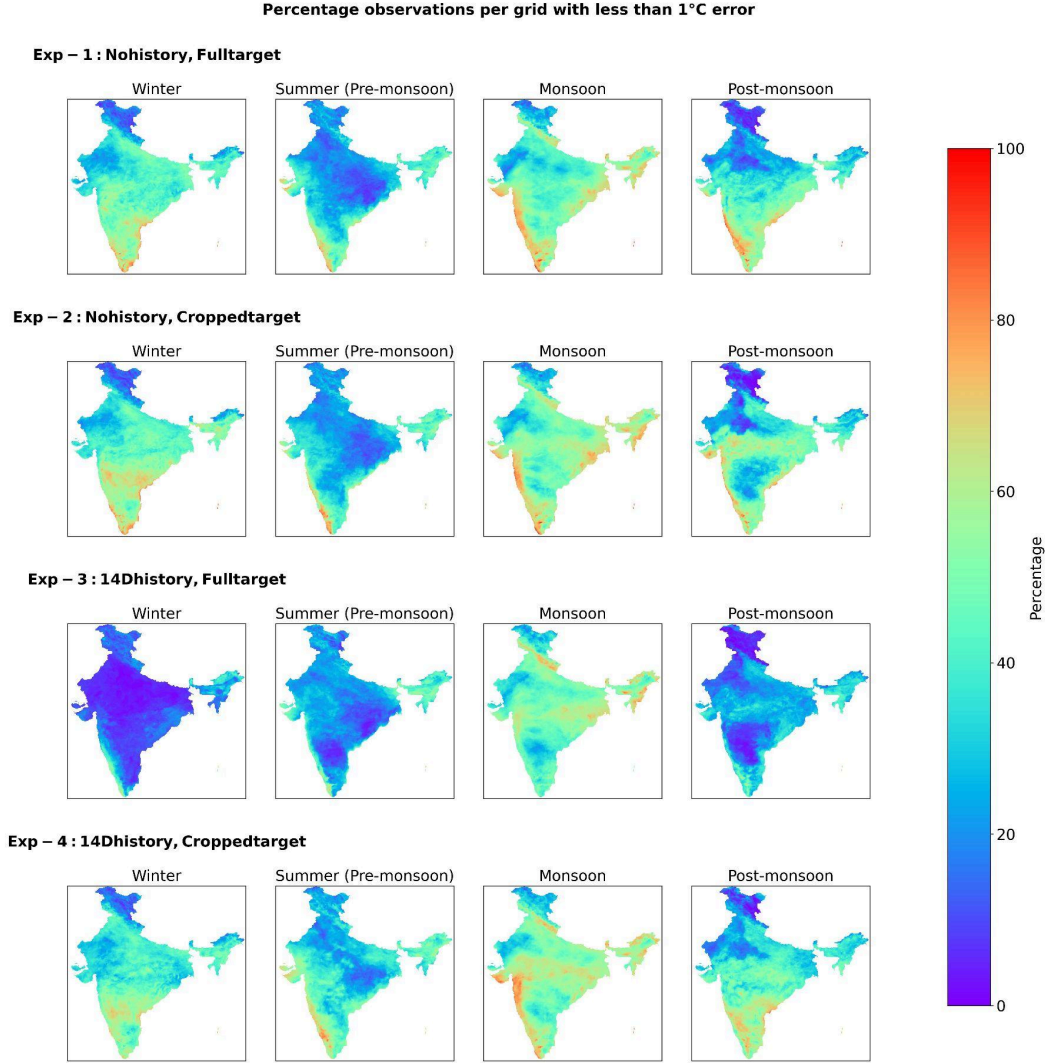 Percentage observations per grid with less than 1°C error
Exp − 1 : Nohistory, Fulltarget
Winter
Summer (Pre-monsoon)
Monsoon
Post-monsoon
Exp − 2 : Nohistory, Croppedtarget
Winter
Summer (Pre-monsoon)
Monsoon
Post-monsoon
Exp − 3 : 14Dhistory, Fulltarget
Winter
Summer (Pre-monsoon)
Monsoon
Post-monsoon
Exp − 4 : 14Dhistory, Croppedtarget
Winter
Summer (Pre-monsoon)
Monsoon
Post-monsoon
100
80
60
40
20
0
Percentage